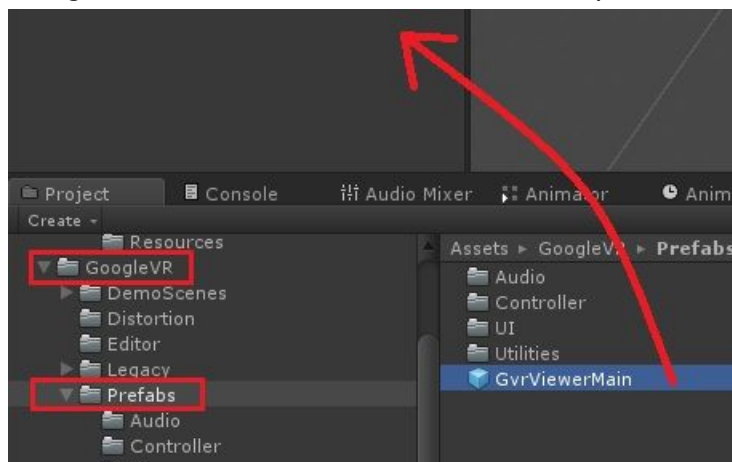 Project Console Audio Mixer Animator Anim
Create
Resources
GoogleVR
DemoScenes
Distortion
Editor
Legacy
Prefabs
Audio
Controller
Assets ▸ GoogleVR ▸ Prefabs
Audio
Controller
UI
Utilities
GvrViewerMain